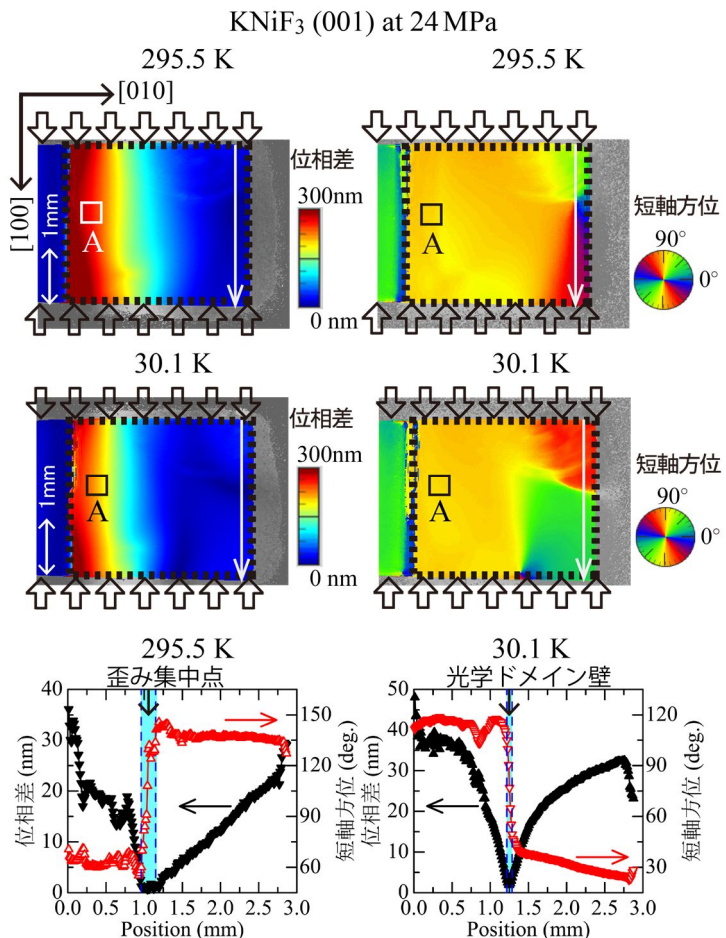 KNiF₃ (001) at 24 MPa
295.5 K
295.5 K
[010]
[100]
1mm
A
位相差
300nm
0 nm
A
短軸方位
90°
0°
30.1 K
30.1 K
1mm
A
位相差
300nm
0 nm
A
短軸方位
90°
0°
295.5 K
歪み集中点
位相差 (nm)
40
30
20
10
0
150
120
90
60
短軸方位 (deg.)
0.0 0.5 1.0 1.5 2.0 2.5 3.0
Position (mm)
30.1 K
光学ドメイン壁
位相差 (nm)
50
40
30
20
10
0
120
90
60
30
0
短軸方位 (deg.)
0.0 0.5 1.0 1.5 2.0 2.5 3.0
Position (mm)